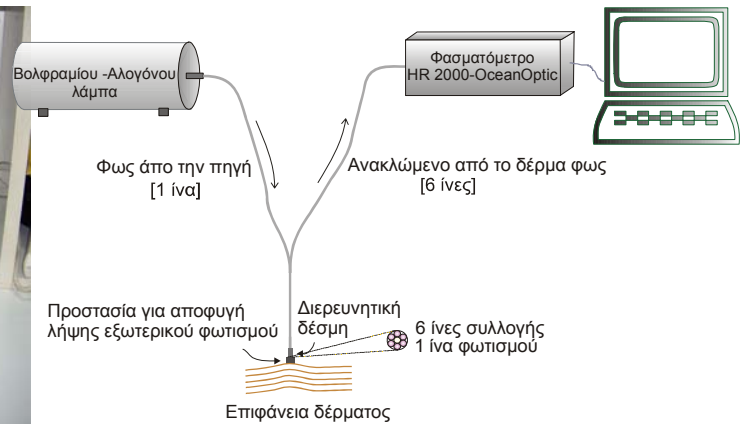 Βολφραμίου -Αλογόνου
λάμπα
Φασματόμετρο
HR 2000-OceanOptic
Φως άπο την πηγή
[1 ίνα]
Ανακλώμενο από το δέρμα φως
[6 ίνες]
Προστασία για αποφυγή
λήψης εξωτερικού φωτισμού
Διερευνητική
δέσμη
6 ίνες συλλογής
1 ίνα φωτισμού
Επιφάνεια δέρματος